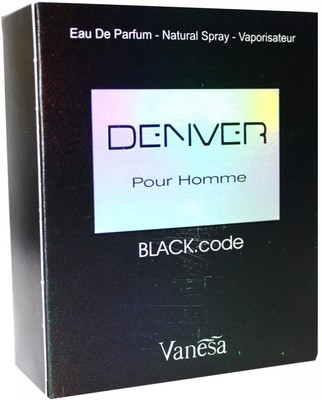 Eau De Parfum - Natural Spray - Vaporisateur
DENVER
Pour Homme
BLACK.code
Vanesa